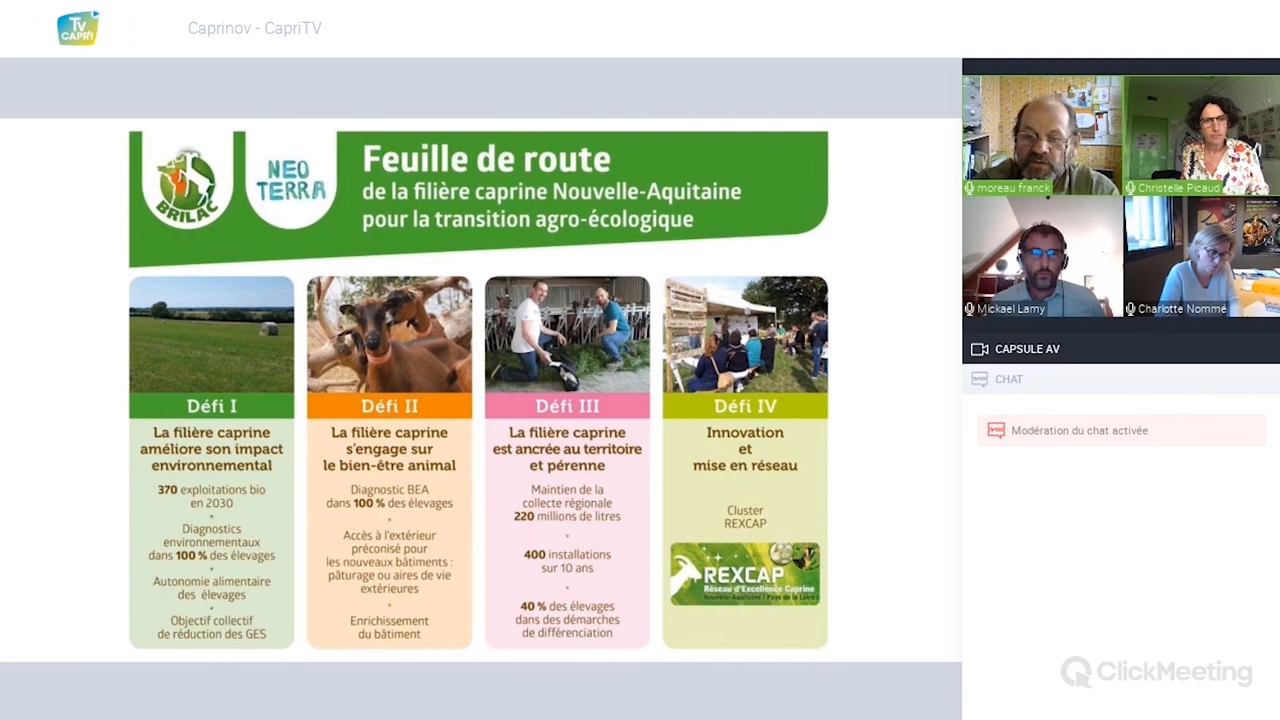 TV
CAPRI
Caprinov - CapriTV
BRILAC
NEO
TERRA
Feuille de route
de la filière caprine Nouvelle-Aquitaine
pour la transition agro-écologique
Défi I
La filière caprine
améliore son impact
environnemental
370 exploitations bio
en 2030
•
Diagnostics
environnementaux
dans 100 % des élevages
•
Autonomie alimentaire
des élevages
•
Objectif collectif
de réduction des GES
Défi II
La filière caprine
s'engage sur
le bien-être animal
Diagnostic BEA
dans 100 % des élevages
•
Accès à l'extérieur
préconisé pour
les nouveaux bâtiments :
pâturage ou aires de vie
extérieures
•
Enrichissement
du bâtiment
Défi III
La filière caprine
est ancrée au territoire
et pérenne
Maintien de la
collecte régionale
220 millions de litres
•
400 installations
sur 10 ans
•
40 % des élevages
dans des démarches
de différenciation
Défi IV
Innovation
et
mise en réseau
Cluster
REXCAP
REXCAP
Réseau d'Excellence Caprine
Nouvelle-Aquitaine / Pays de la Loire
moreau franck
Christelle Picaud
Mickael Lamy
Charlotte Nommé
CAPSULE AV
CHAT
Modération du chat activée
ClickMeeting